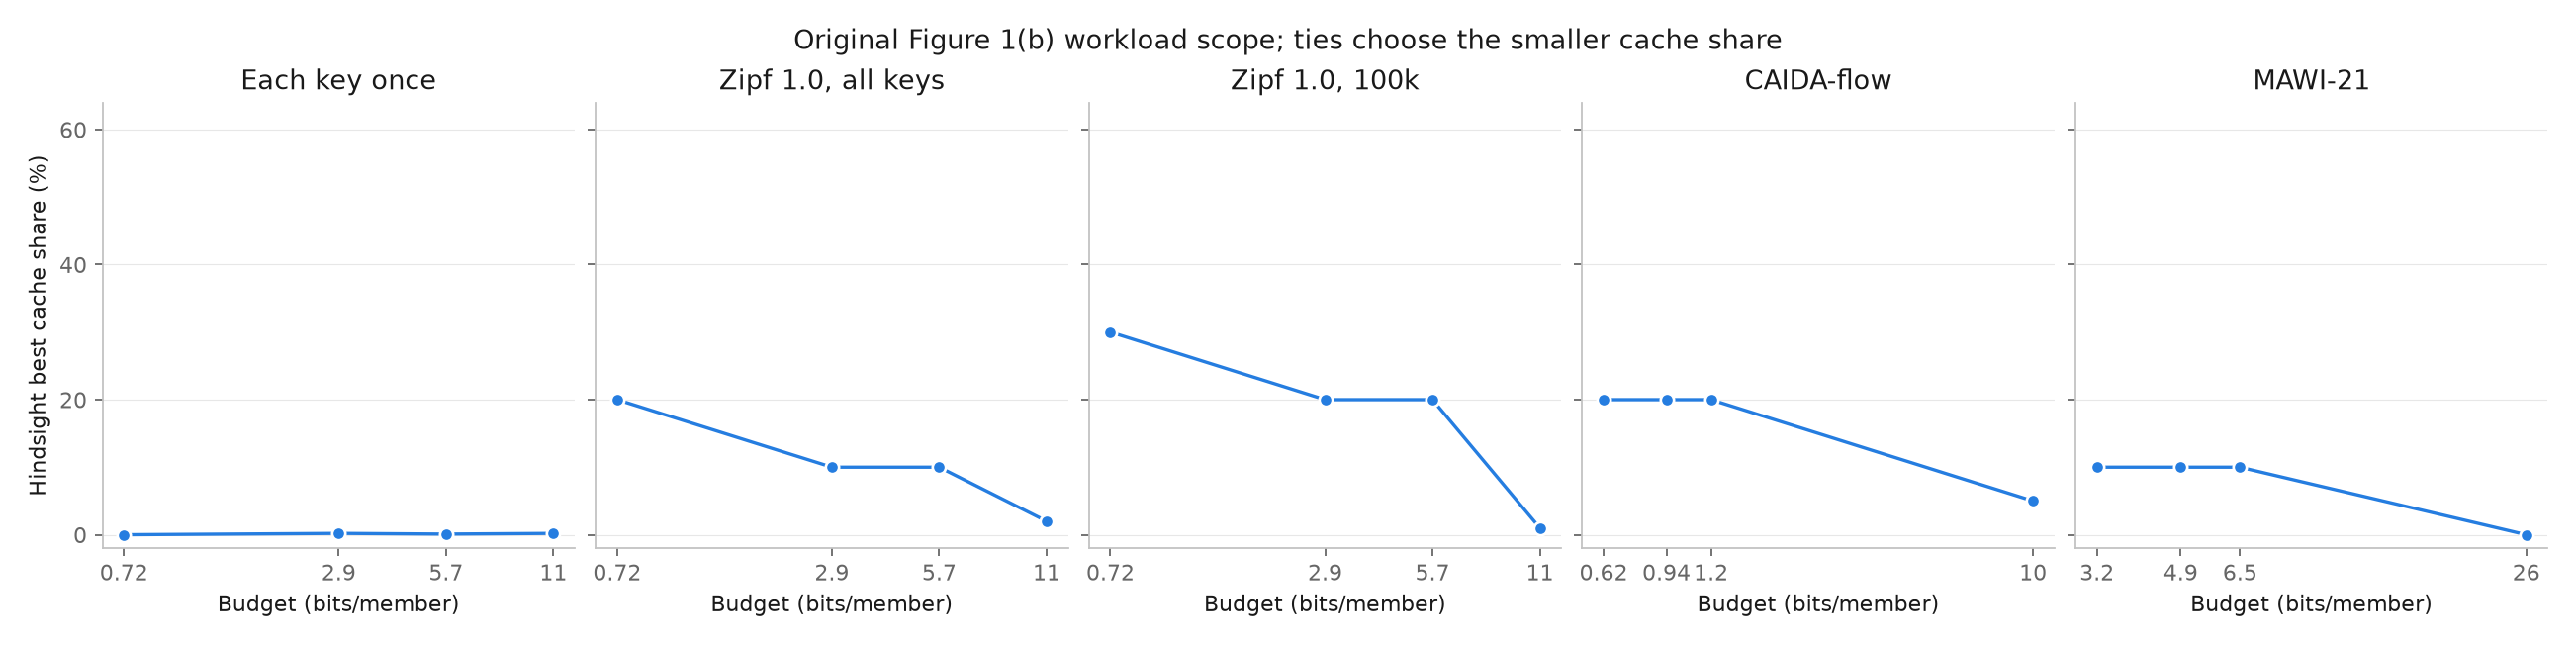 Original Figure 1(b) workload scope; ties choose the smaller cache share
Each key once
Zipf 1.0, all keys
Zipf 1.0, 100k
CAIDA-flow
MAWI-21
Hindsight best cache share (%)
60
40
20
0
0.72 2.9 5.7 11
0.72 2.9 5.7 11
0.72 2.9 5.7 11
0.62 0.94 1.2 10
3.2 4.9 6.5 26
Budget (bits/member)
Budget (bits/member)
Budget (bits/member)
Budget (bits/member)
Budget (bits/member)